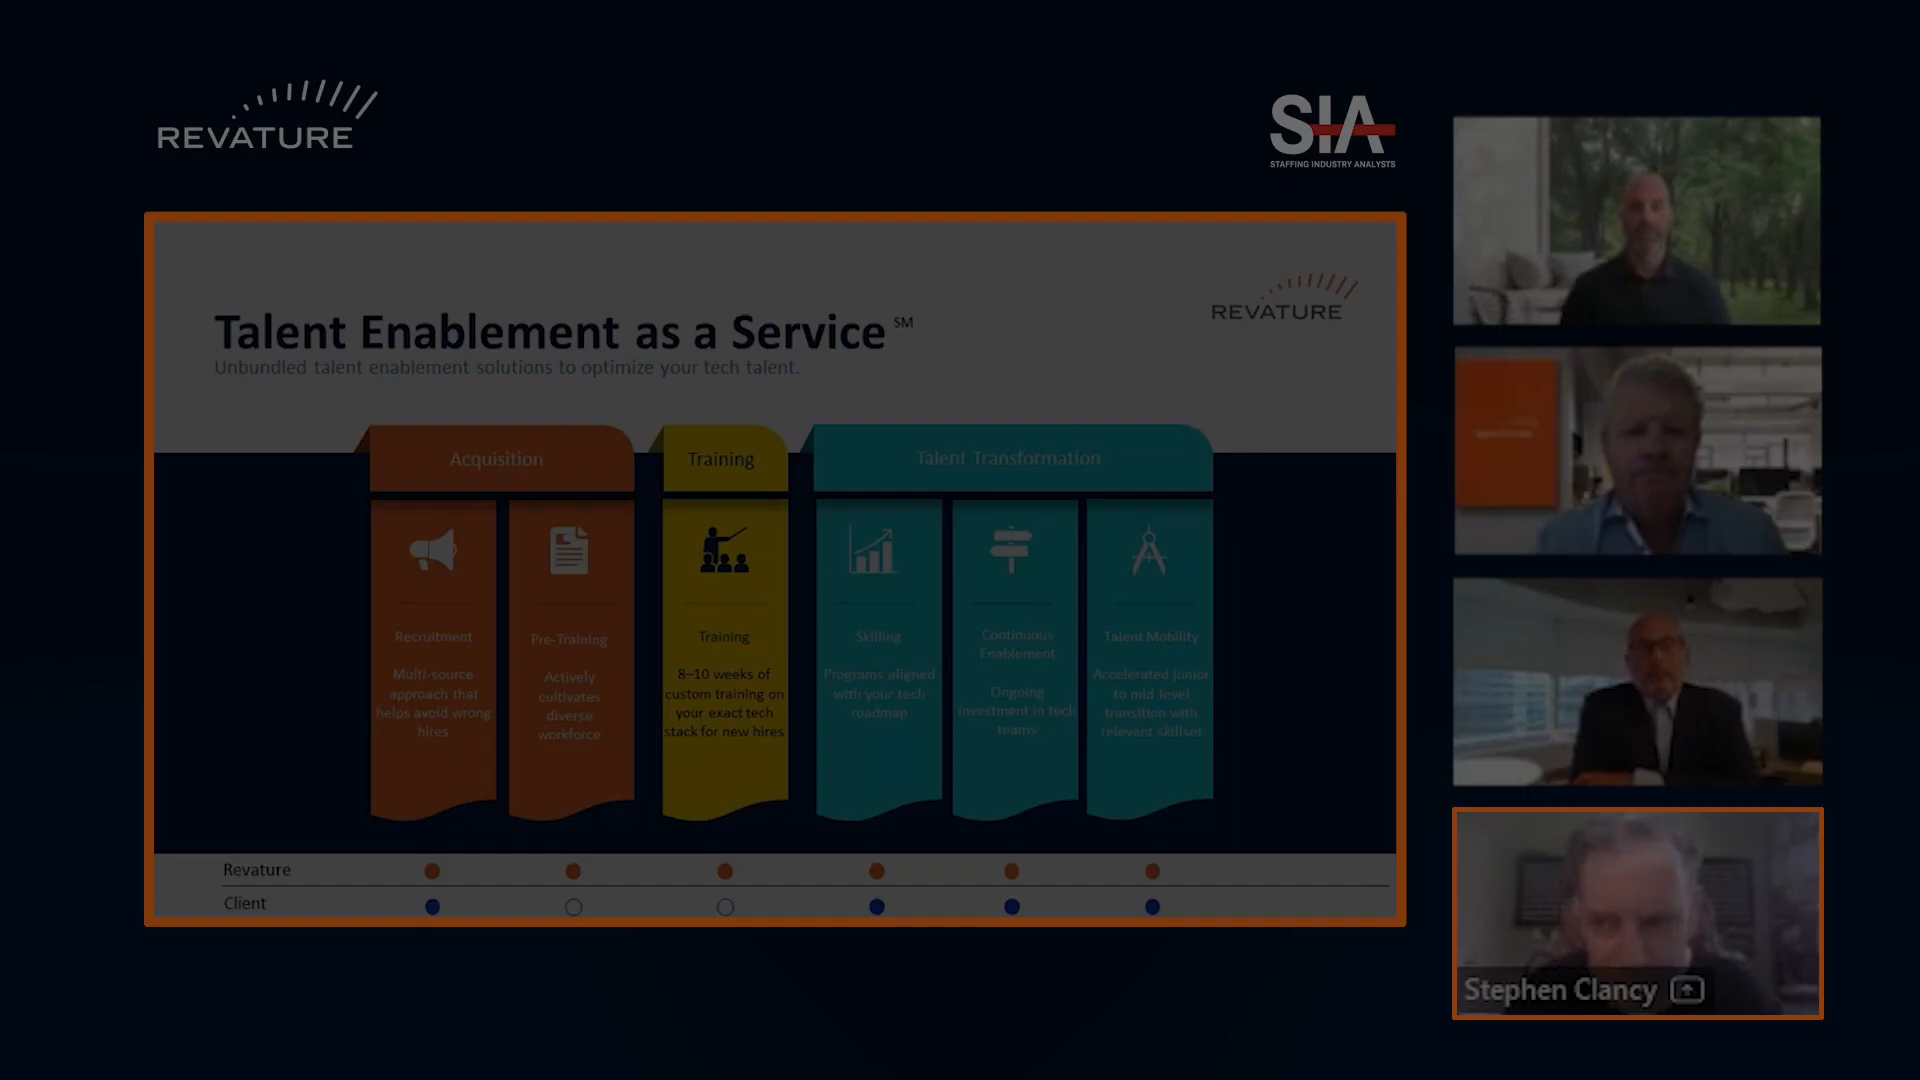 REVATURE
SIA
STAFFING INDUSTRY ANALYSTS
REVATURE
Talent Enablement as a Service SM
Unbundled talent enablement solutions to optimize your tech talent.
Acquisition
Training
Talent Transformation
Recruitment
Multi-source
approach that
helps avoid wrong
hires
Pre-Training
Actively
cultivates
diverse
workforce
Training
8–10 weeks of
custom training on
your exact tech
stack for new hires
Skilling
Programs aligned
with your tech
roadmap
Continuous
Enablement
Ongoing
investment in tech
teams
Talent Mobility
Accelerated junior
to mid level
transition with
relevant skillset
Revature
Client
Stephen Clancy